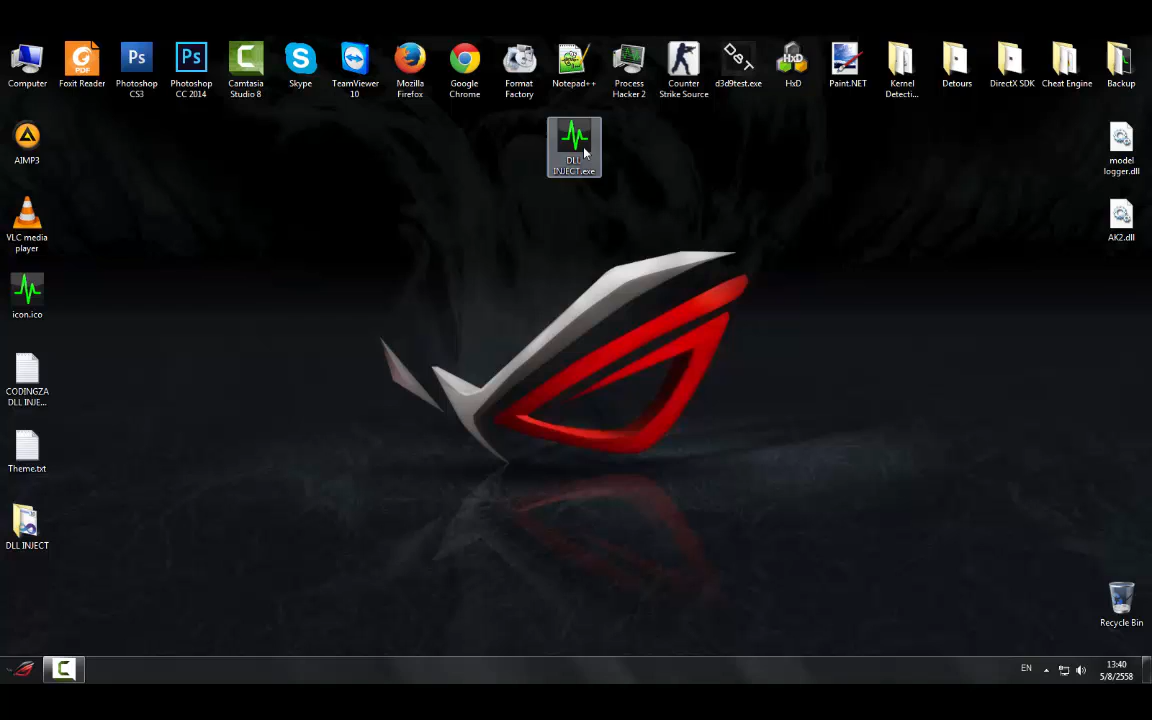 Computer
Foxit Reader
Photoshop
CS3
Photoshop
CC 2014
Camtasia
Studio 8
Skype
TeamViewer
10
Mozilla
Firefox
Google
Chrome
Format
Factory
Notepad++
Process
Hacker 2
Counter
Strike Source
d3d9test.exe
HxD
Paint.NET
Kernel
Detecti...
Detours
DirectX SDK
Cheat Engine
Backup
AIMP3
DLL
INJECT.exe
model
logger.dll
VLC media
player
AK2.dll
icon.ico
CODINGZA
DLL INJE...
Theme.txt
DLL INJECT
Recycle Bin
EN
13:40
5/8/2558